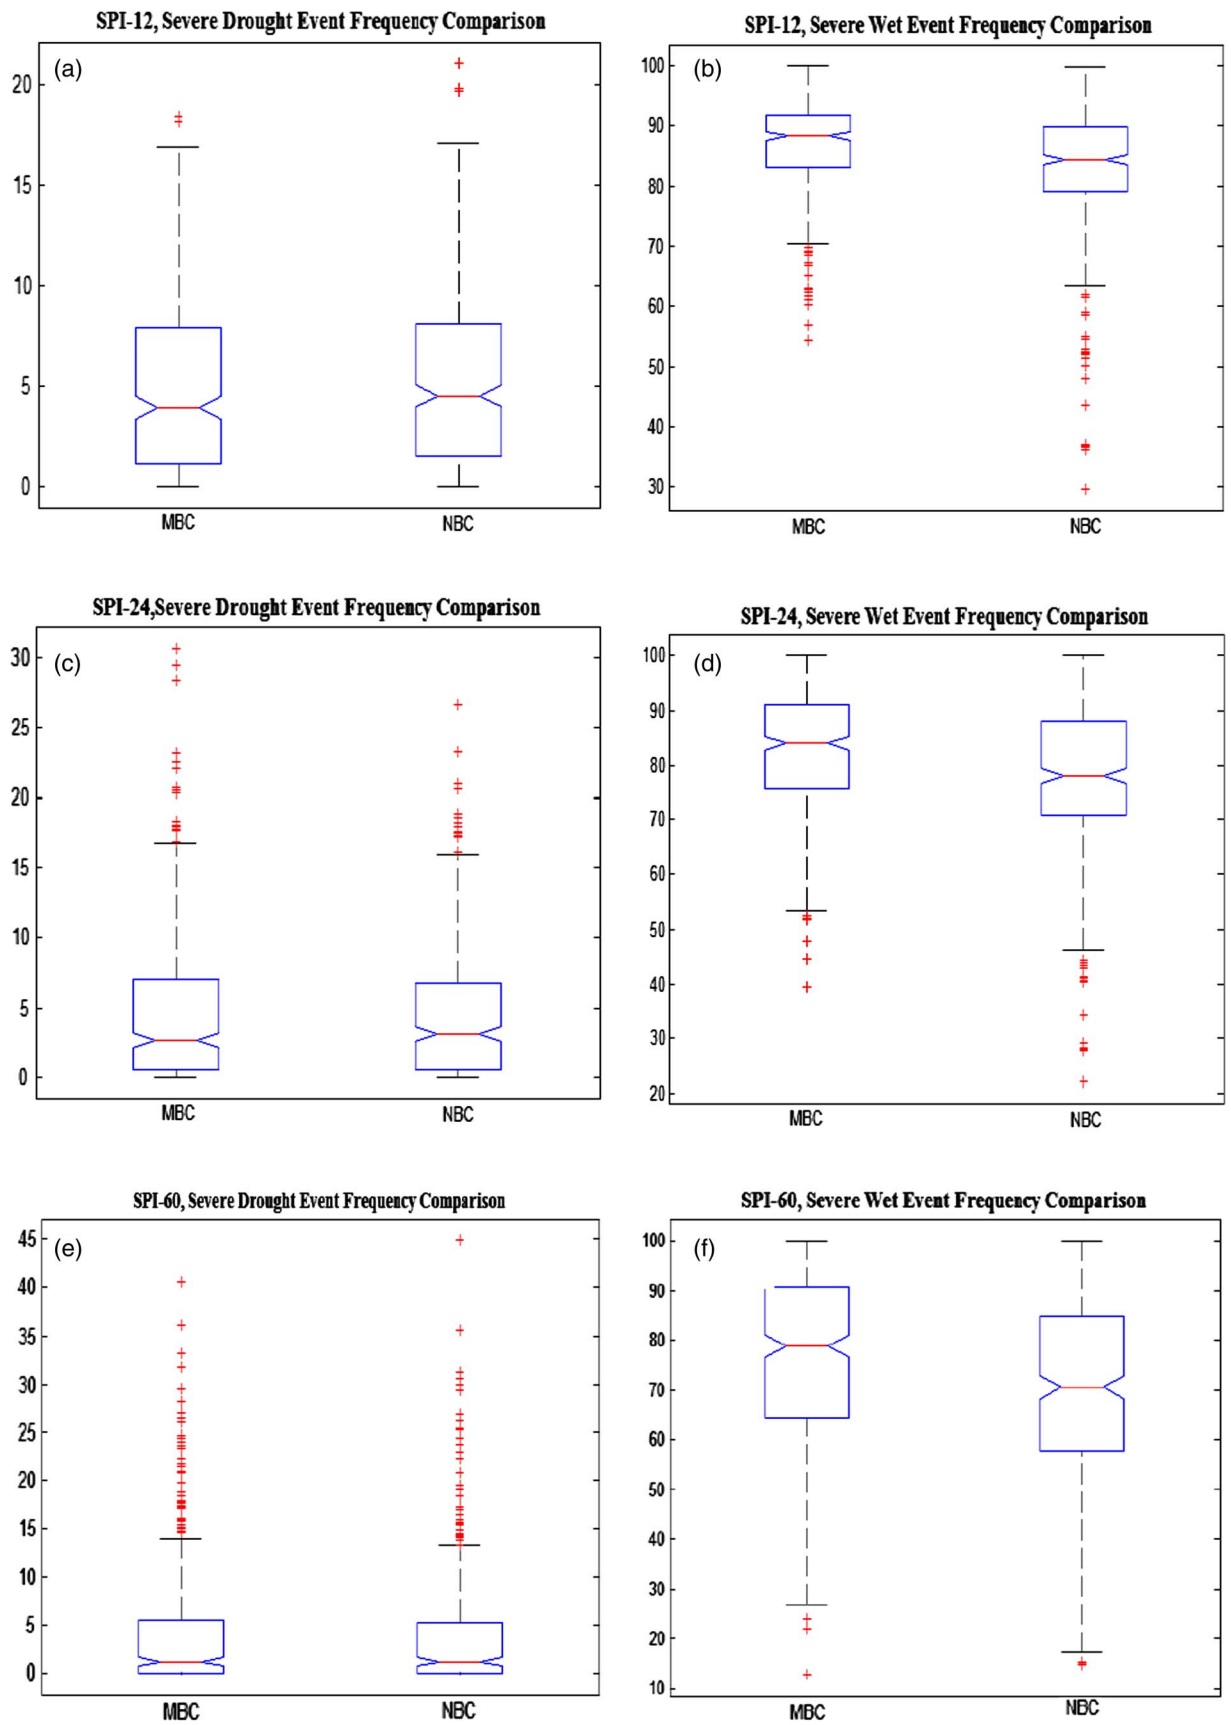 SPI-12, Severe Drought Event Frequency Comparison
(a)
20
15
10
5
0
MBC NBC
SPI-12, Severe Wet Event Frequency Comparison
(b)
100
90
80
70
60
50
40
30
MBC NBC
SPI-24,Severe Drought Event Frequency Comparison
(c)
30
25
20
15
10
5
0
MBC NBC
SPI-24, Severe Wet Event Frequency Comparison
(d)
100
90
80
70
60
50
40
30
20
MBC NBC
SPI-60, Severe Drought Event Frequency Comparison
(e)
45
40
35
30
25
20
15
10
5
0
MBC NBC
SPI-60, Severe Wet Event Frequency Comparison
(f)
100
90
80
70
60
50
40
30
20
10
MBC NBC